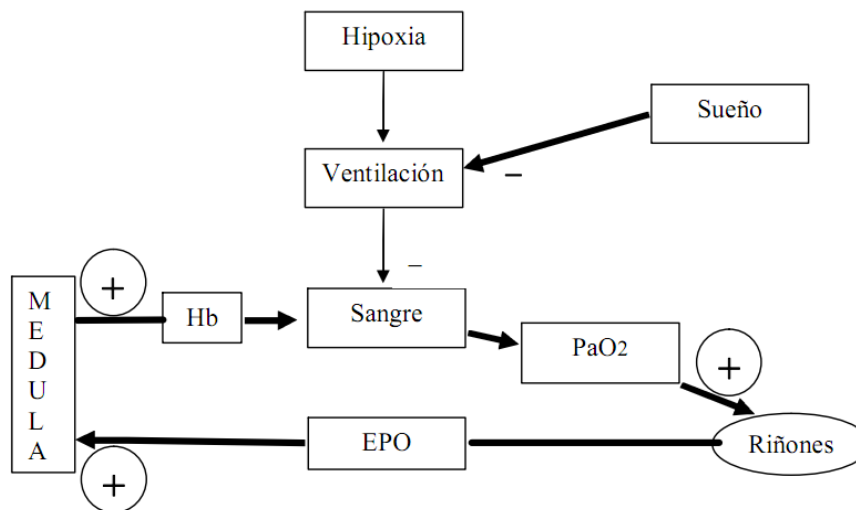 Hipoxia
Sueño
Ventilación
–
–
+
M
E
D
U
L
A
Hb
Sangre
PaO2
+
EPO
Riñones
+